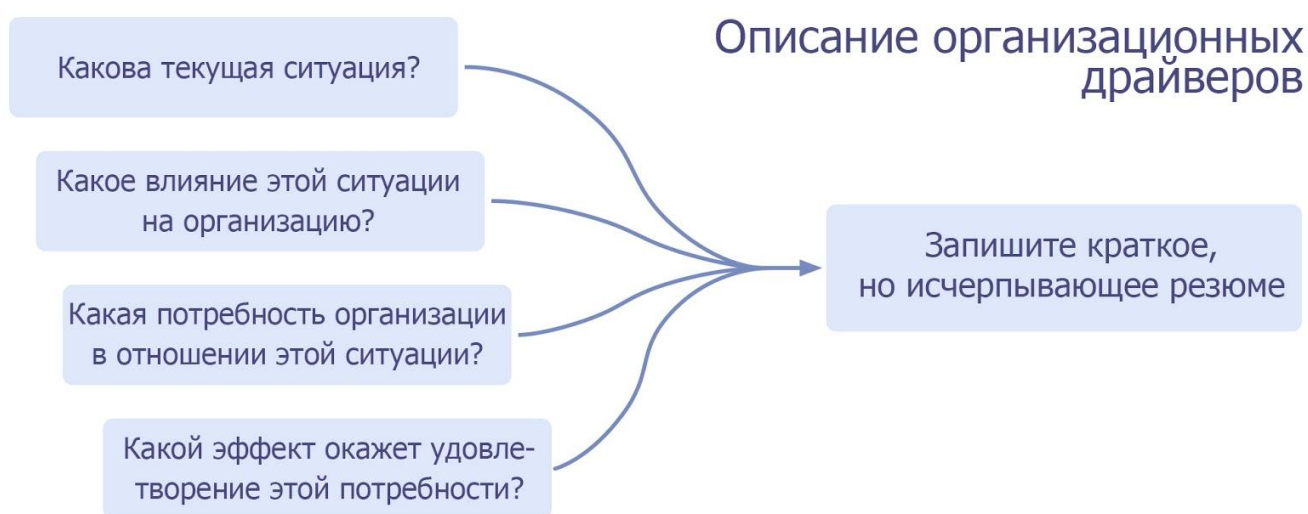 Описание организационных
драйверов
Какова текущая ситуация?
Какое влияние этой ситуации
на организацию?
Какая потребность организации
в отношении этой ситуации?
Какой эффект окажет удовле-
творение этой потребности?
Запишите краткое,
но исчерпывающее резюме